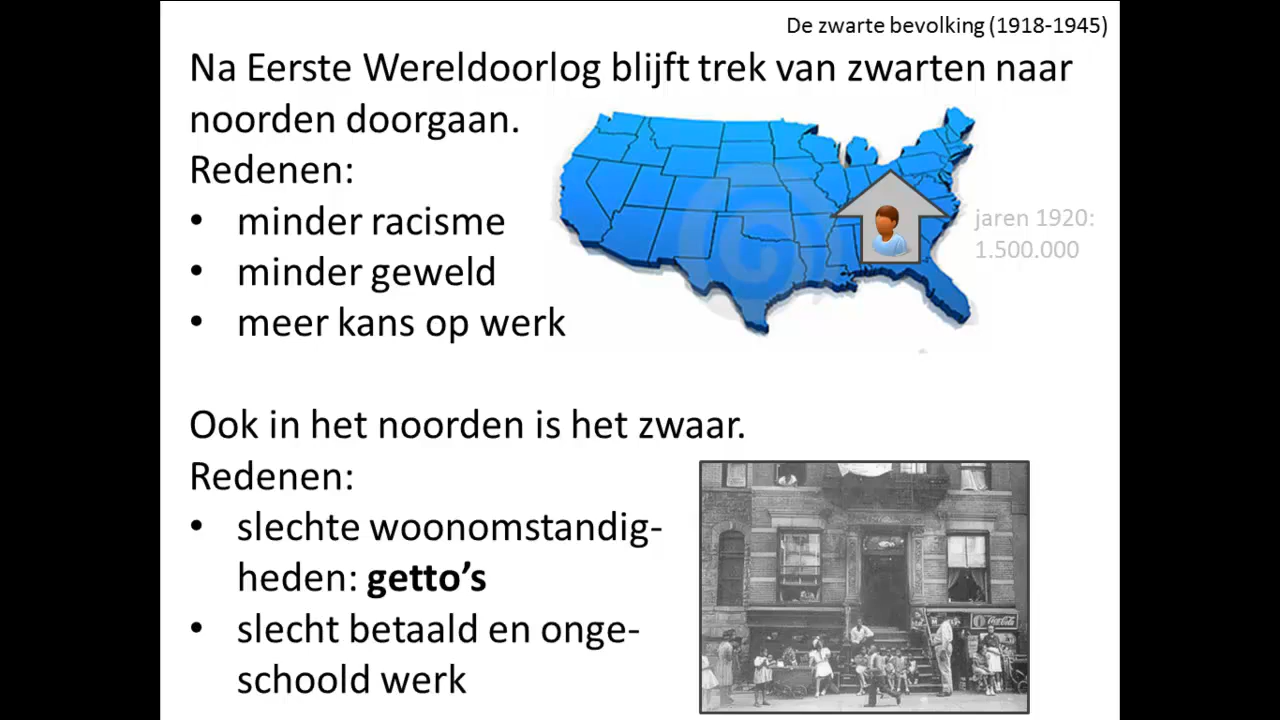 De zwarte bevolking (1918-1945)
Na Eerste Wereldoorlog blijft trek van zwarten naar
noorden doorgaan.
Redenen:
• minder racisme
• minder geweld
• meer kans op werk
jaren 1920:
1.500.000
Ook in het noorden is het zwaar.
Redenen:
• slechte woonomstandig-
heden: getto's
• slecht betaald en onge-
schoold werk
Coca-Cola